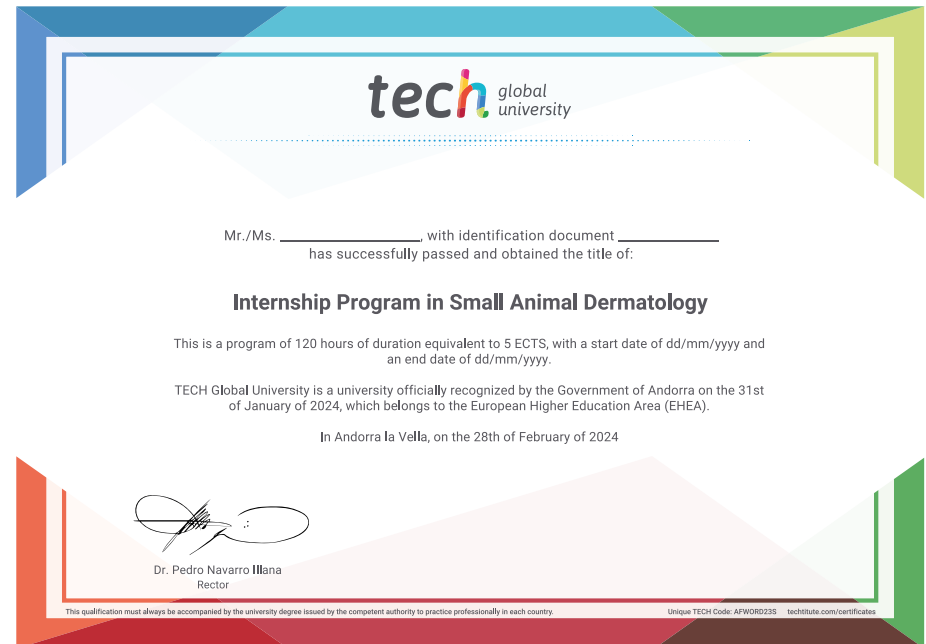 tech global university
Mr./Ms. ____________________, with identification document ______________
has successfully passed and obtained the title of:
Internship Program in Small Animal Dermatology
This is a program of 120 hours of duration equivalent to 5 ECTS, with a start date of dd/mm/yyyy and
an end date of dd/mm/yyyy.
TECH Global University is a university officially recognized by the Government of Andorra on the 31st
of January of 2024, which belongs to the European Higher Education Area (EHEA).
In Andorra la Vella, on the 28th of February of 2024
Dr. Pedro Navarro Illana
Rector
This qualification must always be accompanied by the university degree issued by the competent authority to practice professionally in each country.
Unique TECH Code: AFWORD23S techtitute.com/certificates